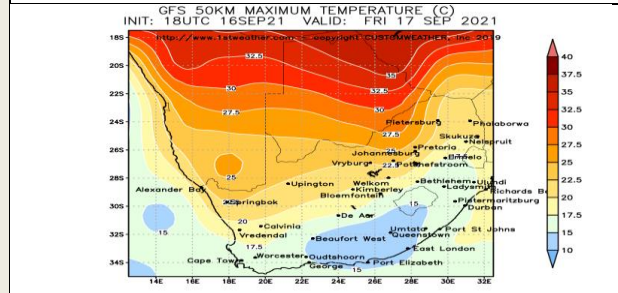 GFS 50KM MAXIMUM TEMPERATURE (C)
INIT: 18UTC 16SEP21 VALID: FRI 17 SEP 2021
http://www.1stweather.com - copyright CUSTOMWEATHER, Inc 2019
18S
20S
22S
24S
26S
28S
30S
32S
34S
14E 16E 18E 20E 22E 24E 26E 28E 30E 32E
32.5
35
30
32.5
30
27.5
27.5
25
22.5
25
20
17.5
15
15
15
Pietersburg
Phalaborwa
Skukuza
Nelspruit
Pretoria
Johannesburg
Vryburg
Potchefstroom
Ermelo
Upington
Welkom
Kimberley
Bloemfontein
Bethlehem
Ulundi
Ladysmith
Richards Ba
Pietermaritzburg
Durban
Alexander Bay
Springbok
De Aar
Calvinia
Vredendal
Umtata
Port St Johns
Queenstown
Beaufort West
East London
Worcester
Oudtshoorn
Cape Town
George
Port Elizabeth
40
37.5
35
32.5
30
27.5
25
22.5
20
17.5
15
10